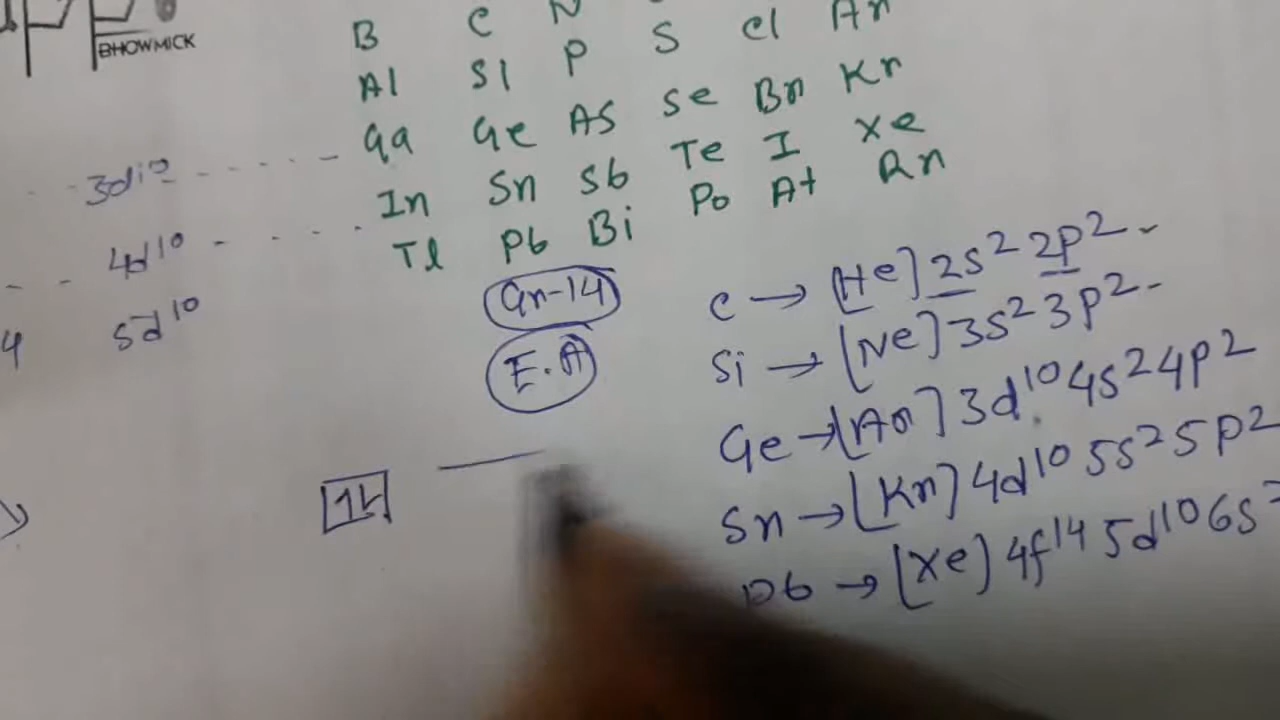 BHOWMICK
B C N
Al Si P S Cl Ar
Ga Ge AS Se Br Kr
In Sn Sb Te I Xe
Tl Pb Bi Po At Rn
3d10
4d10
4 5d10
Gr-14
E.A
1L
C → [He] 2s² 2p²
Si → [Ne] 3s² 3p²
Ge → [Ar] 3d¹⁰ 4s² 4p²
Sn → [Kr] 4d¹⁰ 5s² 5p²
Pb → [Xe] 4f¹⁴ 5d¹⁰ 6s²